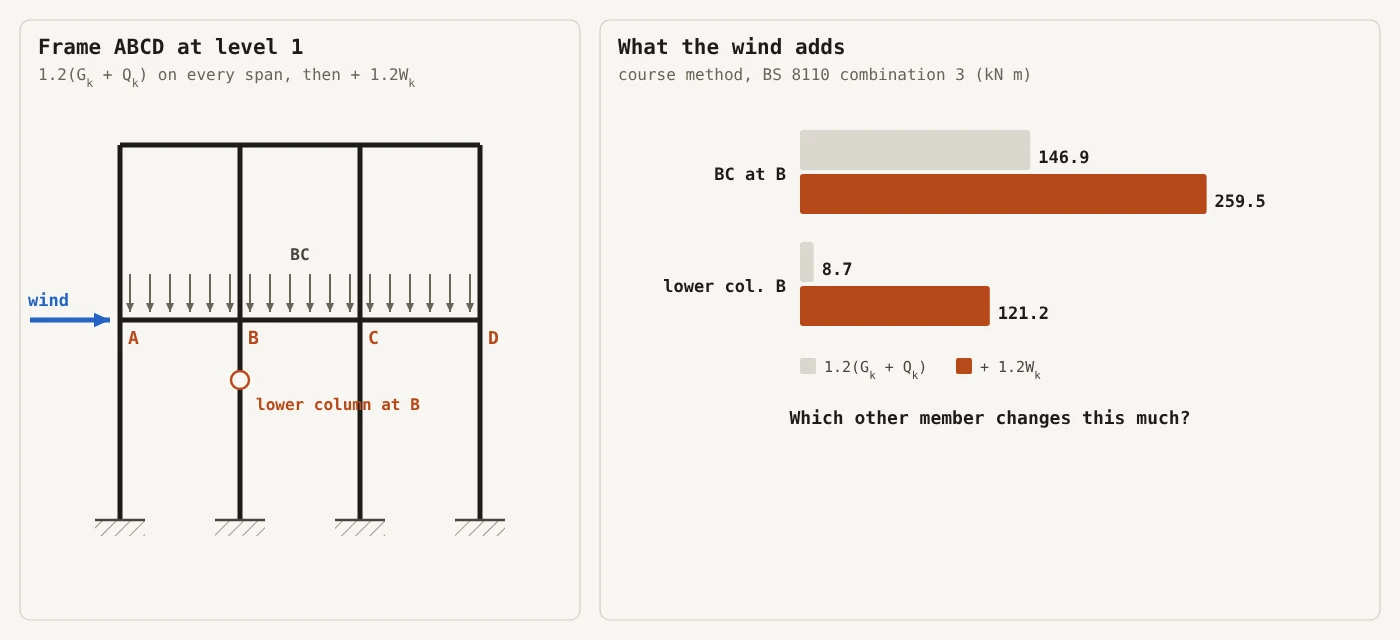 Frame ABCD at level 1
1.2(Gk + Qk) on every span, then + 1.2Wk
BC
wind
A B C D
lower column at B
What the wind adds
course method, BS 8110 combination 3 (kN m)
BC at B
146.9
259.5
lower col. B
8.7
121.2
1.2(Gk + Qk) + 1.2Wk
Which other member changes this much?